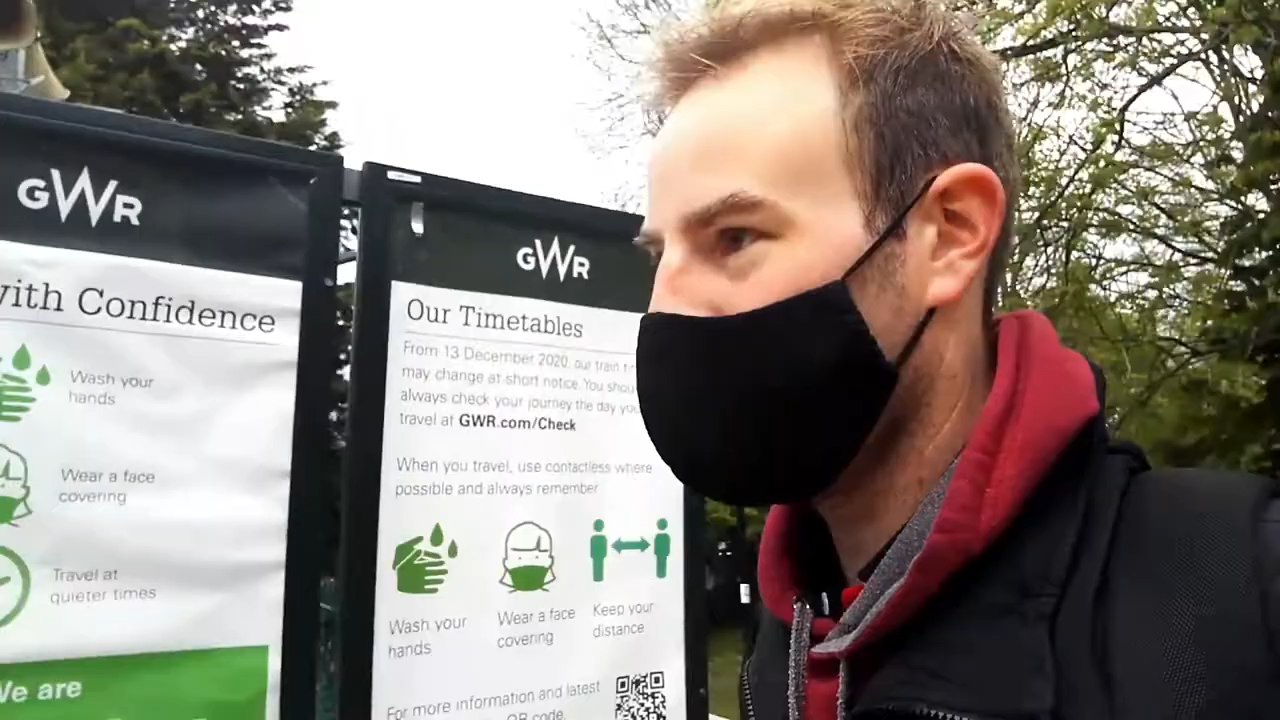 GWR
with Confidence
Wash your
hands
Wear a face
covering
Travel at
quieter times
We are
GWR
Our Timetables
From 13 December 2020, our train
may change at short notice. You
always check your journey the day
travel at GWR.com/Check
When you travel, use contactless where
possible and always remember
Wash your
hands
Wear a face
covering
Keep your
distance
For more information and latest
QR code.